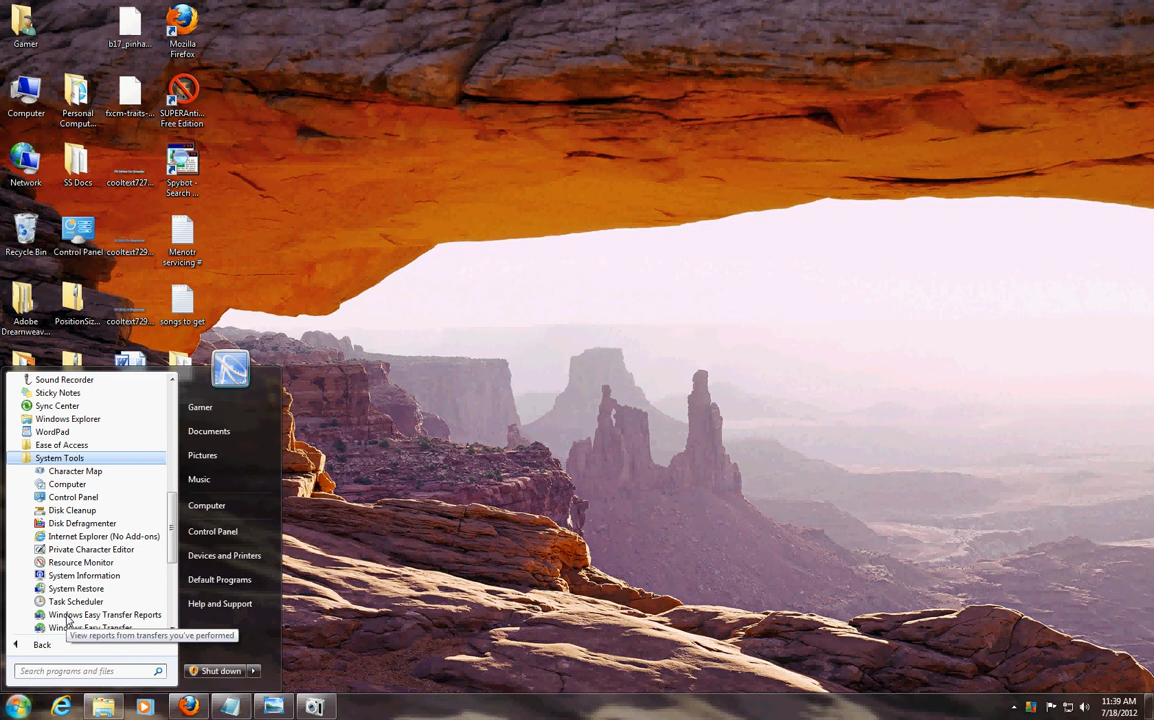 Gamer
b17_pinha...
Mozilla
Firefox
Computer
Personal
Comput...
fxcm-traits-...
SUPERAnti...
Free Edition
Network
SS Docs
cooltext727...
Spybot -
Search ...
Recycle Bin
Control Panel
cooltext729...
Menotr
servicing #
Adobe
Dreamweav...
PositionSiz...
cooltext729...
songs to get
Sound Recorder
Sticky Notes
Sync Center
Windows Explorer
WordPad
Ease of Access
System Tools
Character Map
Computer
Control Panel
Disk Cleanup
Disk Defragmenter
Internet Explorer (No Add-ons)
Private Character Editor
Resource Monitor
System Information
System Restore
Task Scheduler
Windows Easy Transfer Reports
Windows Easy Transfer
View reports from transfers you've performed
Back
Search programs and files
Gamer
Documents
Pictures
Music
Computer
Control Panel
Devices and Printers
Default Programs
Help and Support
Shut down
11:39 AM
7/18/2012